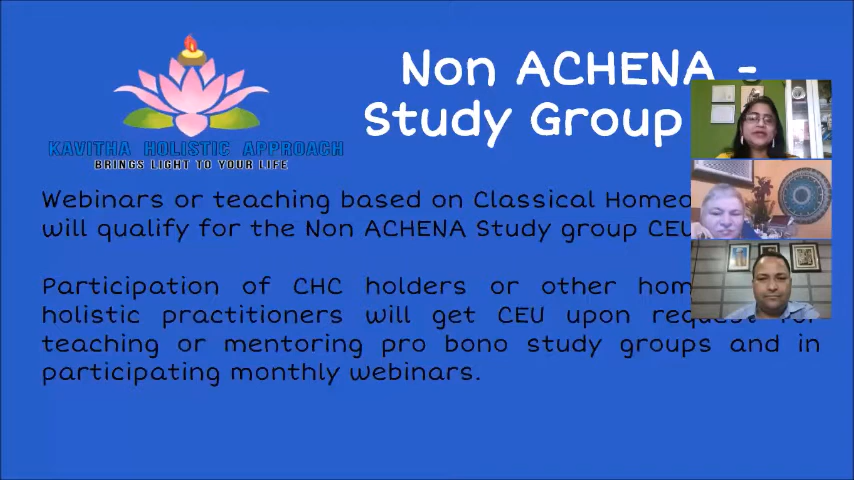 Non ACHENA -
Study Group
KAVITHA HOLISTIC APPROACH
BRINGS LIGHT TO YOUR LIFE
Webinars or teaching based on Classical
will qualify for the Non ACHENA Study group CEU
Participation of CHC holders or other
holistic practitioners will get CEU upon request for
teaching or mentoring pro bono study groups and in
participating monthly webinars.